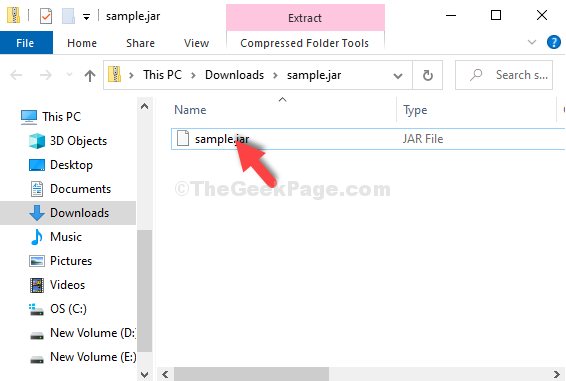 sample.jar
Extract
File
Home
Share
View
Compressed Folder Tools
This PC
Downloads
sample.jar
Search s...
This PC
3D Objects
Desktop
Documents
Downloads
Music
Pictures
Videos
OS (C:)
New Volume (D:
New Volume (E:)
Name
Type
sample.jar
JAR File
©TheGeekPage.com